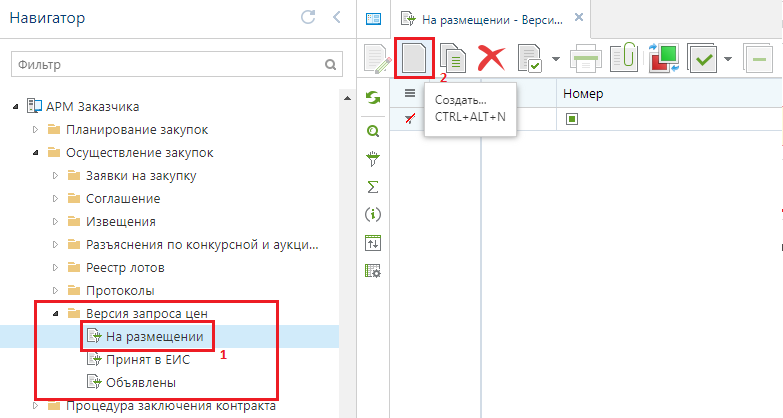 Навигатор
Фильтр
АРМ Заказчика
Планирование закупок
Осуществление закупок
Заявки на закупку
Соглашение
Извещения
Разъяснения по конкурсной и аукци...
Реестр лотов
Протоколы
Версия запроса цен
На размещении
1
Принят в ЕИС
Объявлены
Процедура заключения контракта
На размещении - Верси...
2
Создать...
CTRL+ALT+N
Номер